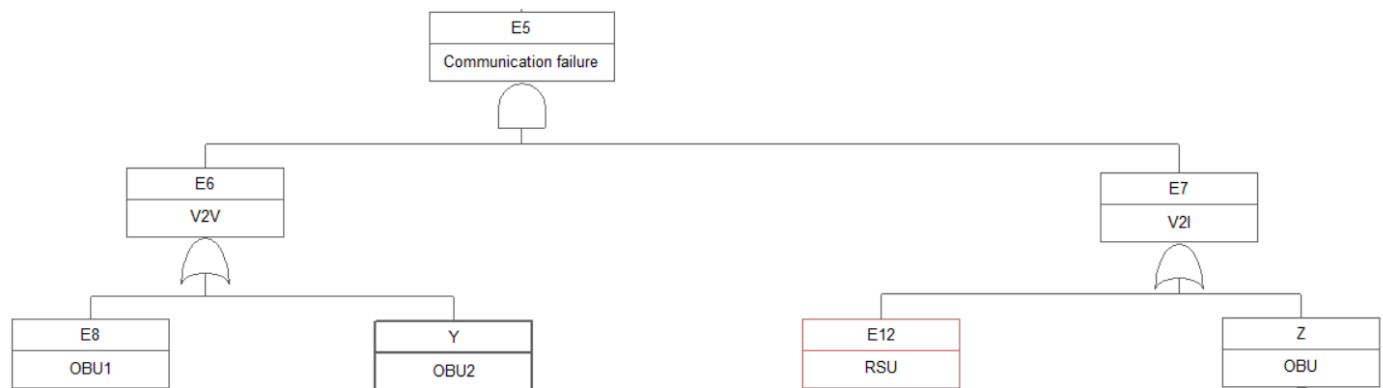 E5
Communication failure
E6
V2V
E7
V2I
E8
OBU1
Y
OBU2
E12
RSU
Z
OBU